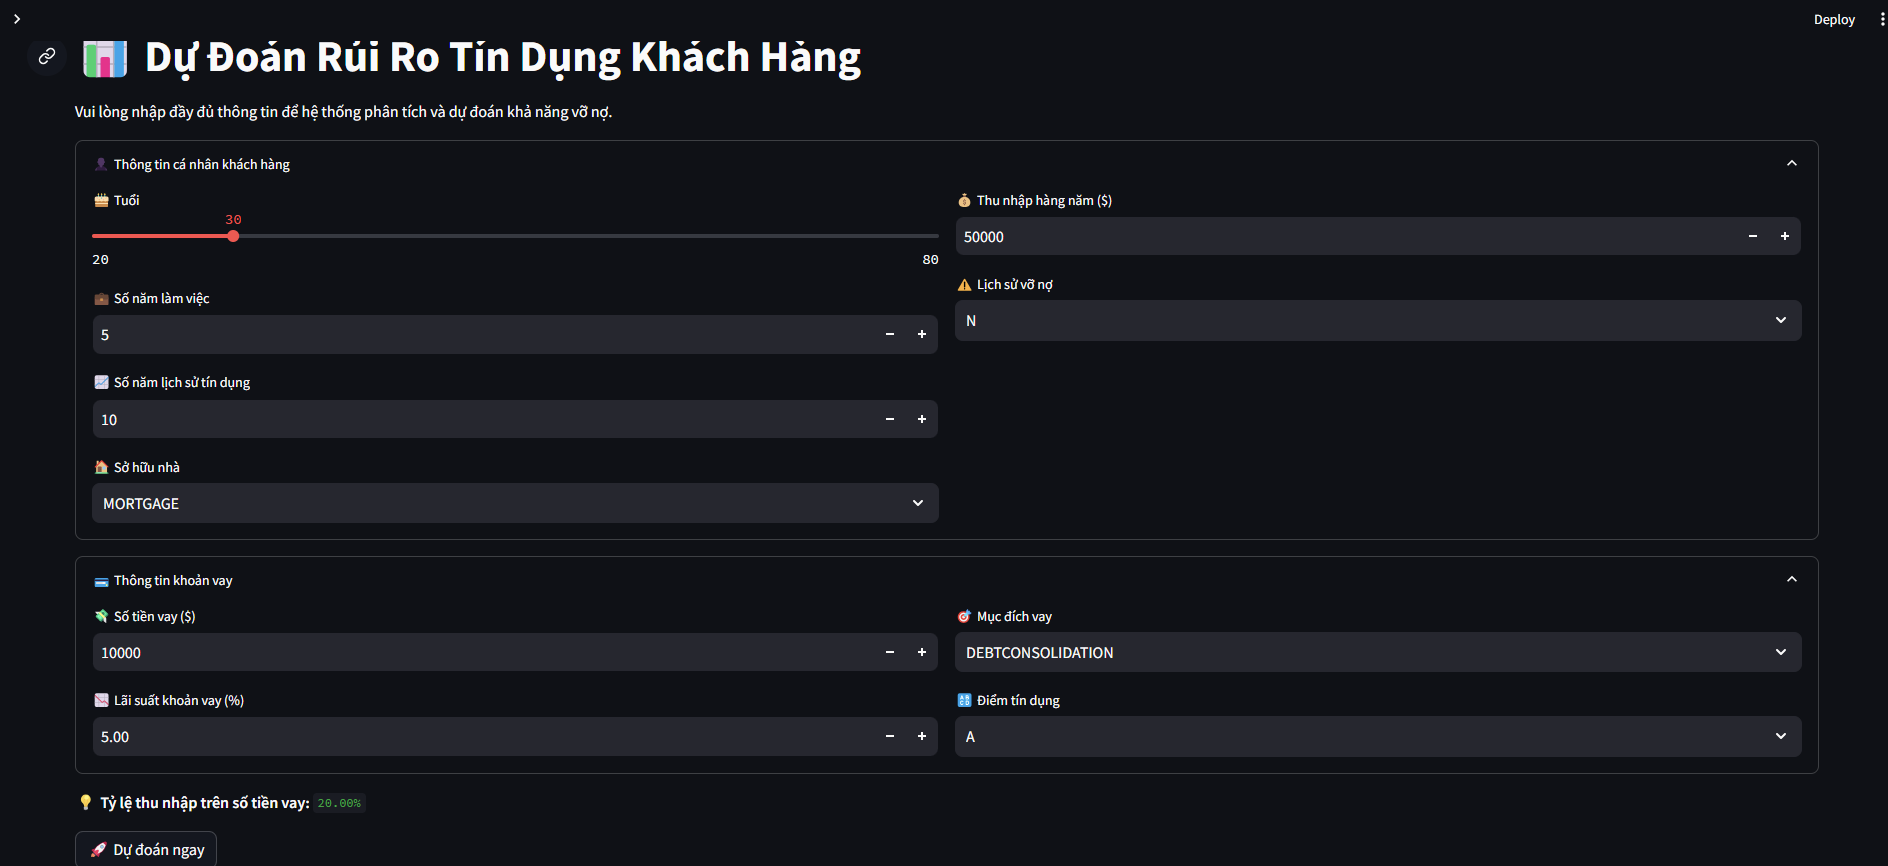 Deploy
Dự Đoán Rủi Ro Tín Dụng Khách Hàng
Vui lòng nhập đầy đủ thông tin để hệ thống phân tích và dự đoán khả năng vỡ nợ.
Thông tin cá nhân khách hàng
Tuổi
30
20
80
Số năm làm việc
5
Số năm lịch sử tín dụng
10
Sở hữu nhà
MORTGAGE
Thu nhập hàng năm ($)
50000
Lịch sử vỡ nợ
N
Thông tin khoản vay
Số tiền vay ($)
10000
Lãi suất khoản vay (%)
5.00
Mục đích vay
DEBTCONSOLIDATION
Điểm tín dụng
A
Tỷ lệ thu nhập trên số tiền vay: 20.00%
Dự đoán ngay